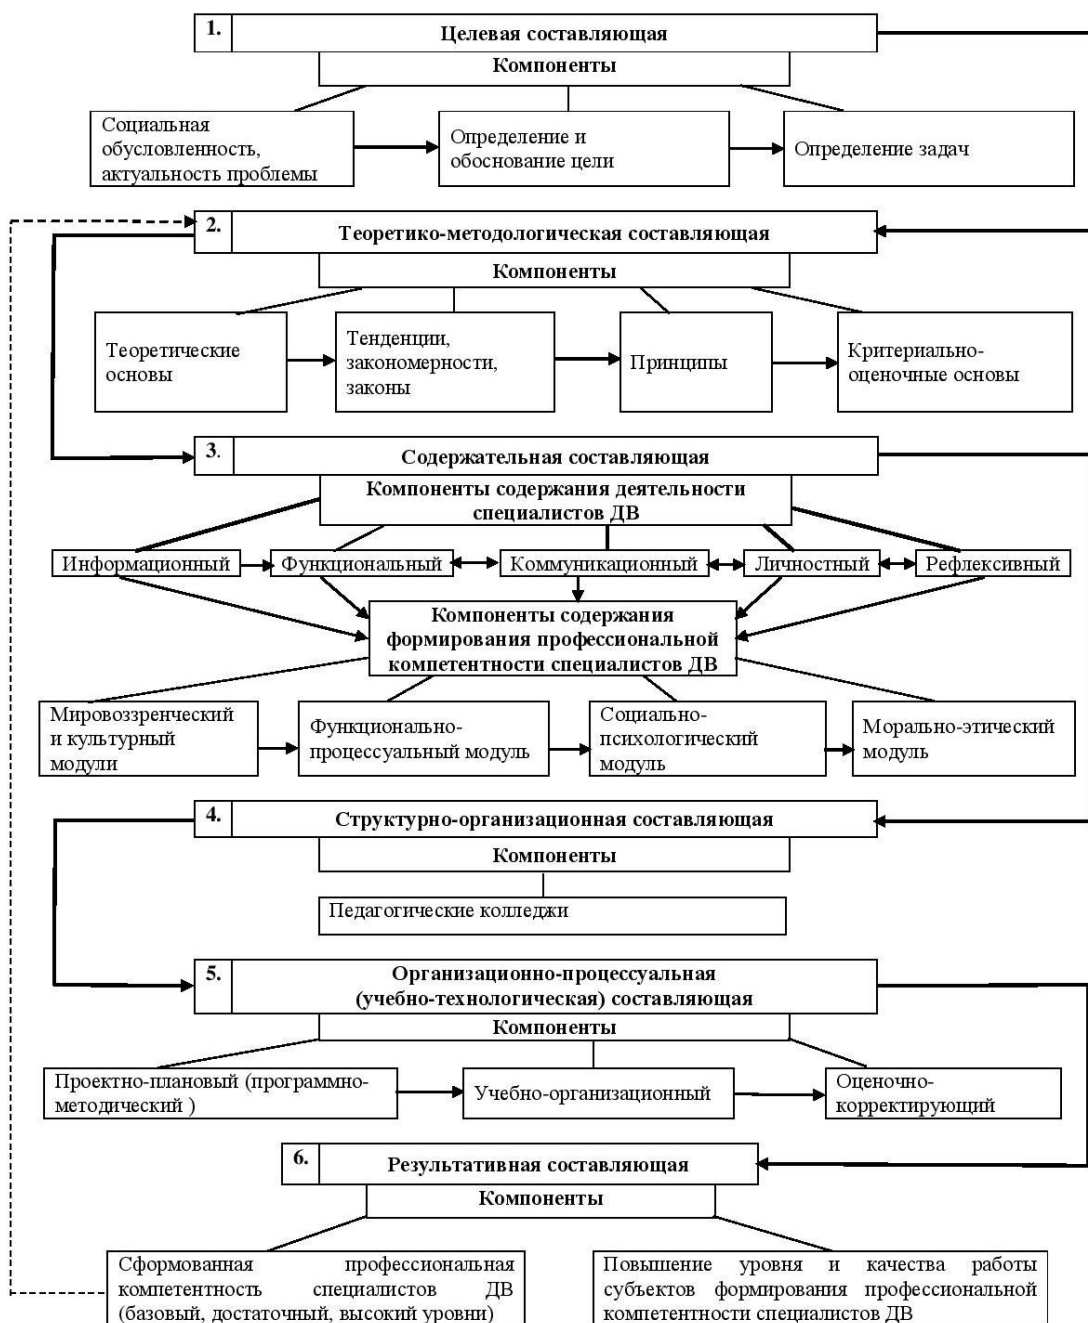 1. Целевая составляющая
Компоненты
Социальная
обусловленность,
актуальность проблемы
Определение и
обоснование цели
Определение задач
2. Теоретико-методологическая составляющая
Компоненты
Теоретические
основы
Тенденции,
закономерности,
законы
Принципы
Критериально-
оценочные основы
3. Содержательная составляющая
Компоненты содержания деятельности
специалистов ДВ
Информационный
Функциональный
Коммуникационный
Личностный
Рефлексивный
Компоненты содержания
формирования профессиональной
компетентности специалистов ДВ
Мировоззренческий
и культурный
модули
Функционально-
процессуальный модуль
Социально-
психологический
модуль
Морально-этический
модуль
4. Структурно-организационная составляющая
Компоненты
Педагогические колледжи
5. Организационно-процессуальная
(учебно-технологическая) составляющая
Компоненты
Проектно-плановый (программно-
методический )
Учебно-организационный
Оценочно-
корректирующий
6. Результативная составляющая
Компоненты
Сформованная профессиональная
компетентность специалистов ДВ
(базовый, достаточный, высокий уровни)
Повышение уровня и качества работы
субъектов формирования профессиональной
компетентности специалистов ДВ